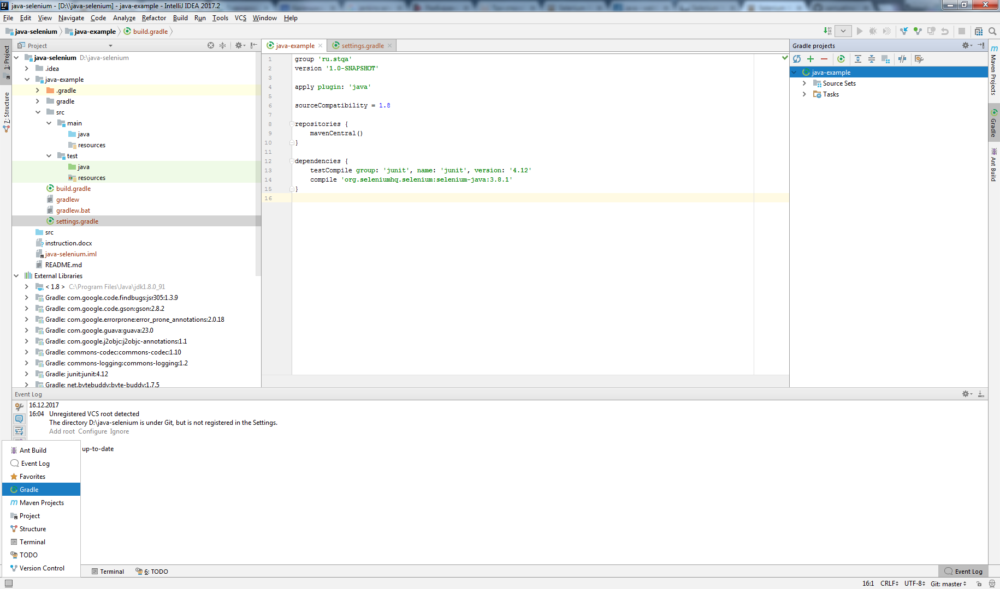 java-selenium - [D:\\java-selenium] - java-example - IntelliJ IDEA 2017.2
File Edit View Navigate Code Analyze Refactor Build Run Tools VCS Window Help
java-selenium java-example build.gradle
Project
1: Project
7: Structure
java-selenium D:\java-selenium
.idea
java-example
.gradle
gradle
src
main
java
resources
test
java
resources
build.gradle
gradlew
gradlew.bat
settings.gradle
src
instruction.docx
java-selenium.iml
README.md
External Libraries
< 1.8 > C:\Program Files\Java\jdk1.8.0_91
Gradle: com.google.code.findbugs:jsr305:1.3.9
Gradle: com.google.code.gson:gson:2.8.2
Gradle: com.google.errorprone:error_prone_annotations:2.0.18
Gradle: com.google.guava:guava:23.0
Gradle: com.google.j2objc:j2objc-annotations:1.1
Gradle: commons-codec:commons-codec:1.10
Gradle: commons-logging:commons-logging:1.2
Gradle: junit:junit:4.12
Gradle: net.bytebuddy:byte-buddy:1.7.5
java-example settings.gradle
1 group 'ru.stqa'
2 version '1.0-SNAPSHOT'
3
4 apply plugin: 'java'
5
6 sourceCompatibility = 1.8
7
8 repositories {
9 mavenCentral()
10 }
11
12 dependencies {
13 testCompile group: 'junit', name: 'junit', version: '4.12'
14 compile 'org.seleniumhq.selenium:selenium-java:3.8.1'
15 }
16
Gradle projects
java-example
Source Sets
Tasks
Maven Projects
Gradle
Ant Build
Event Log
16.12.2017
16:04 Unregistered VCS root detected
The directory D:\java-selenium is under Git, but is not registered in the Settings.
Add root Configure Ignore
up-to-date
Ant Build
Event Log
Favorites
Gradle
Maven Projects
Project
Structure
Terminal
TODO
Version Control
Terminal 6: TODO
Event Log
16:1 CRLF UTF-8 Git: master